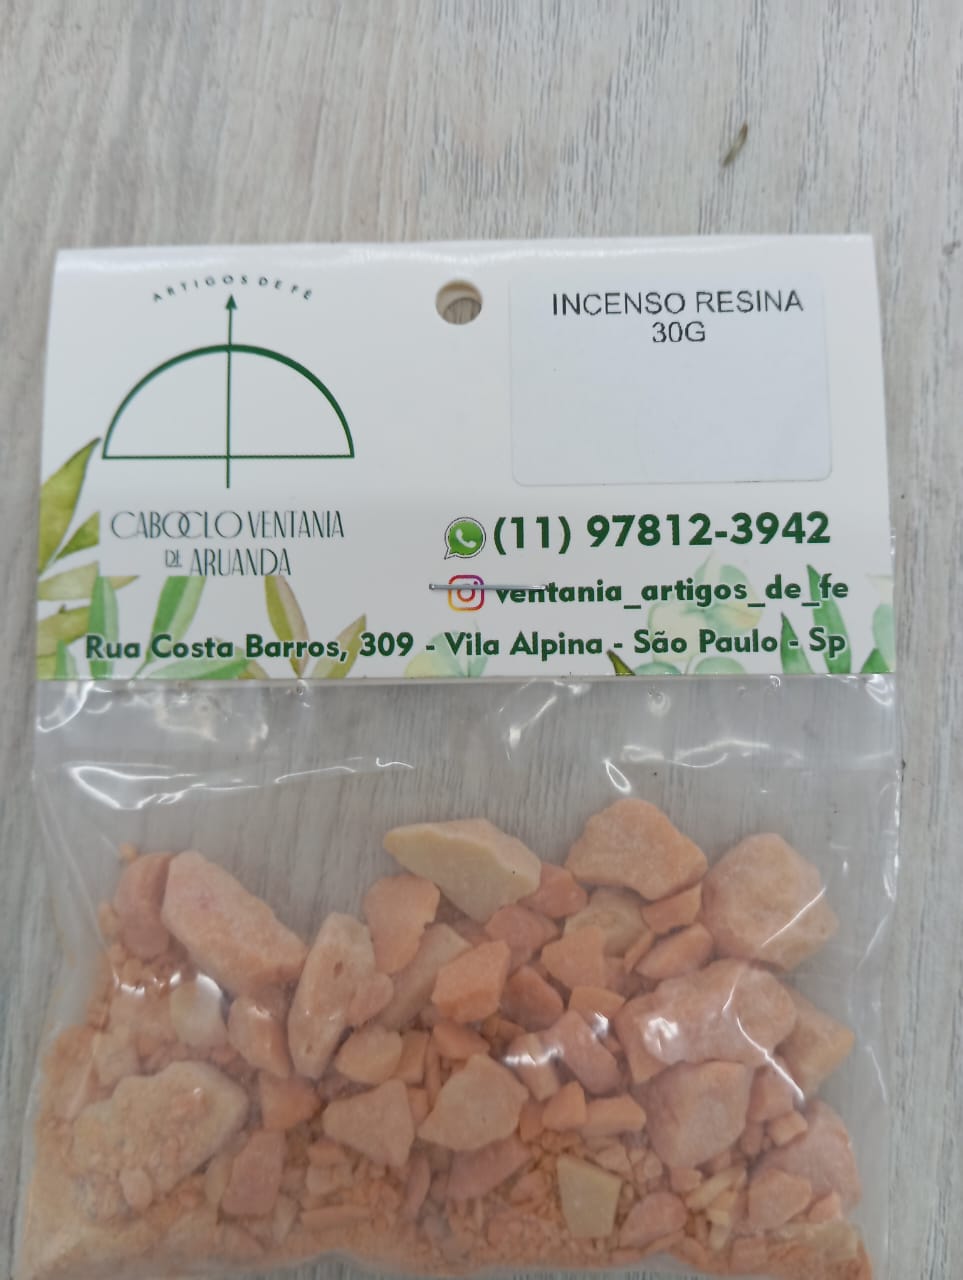 ARTIGOS DE FÉ
INCENSO RESINA
30G
CABOCLO VENTANIA
DE ARUANDA
(11) 97812-3942
ventania_artigos_de_fe
Rua Costa Barros, 309 - Vila Alpina - São Paulo - Sp